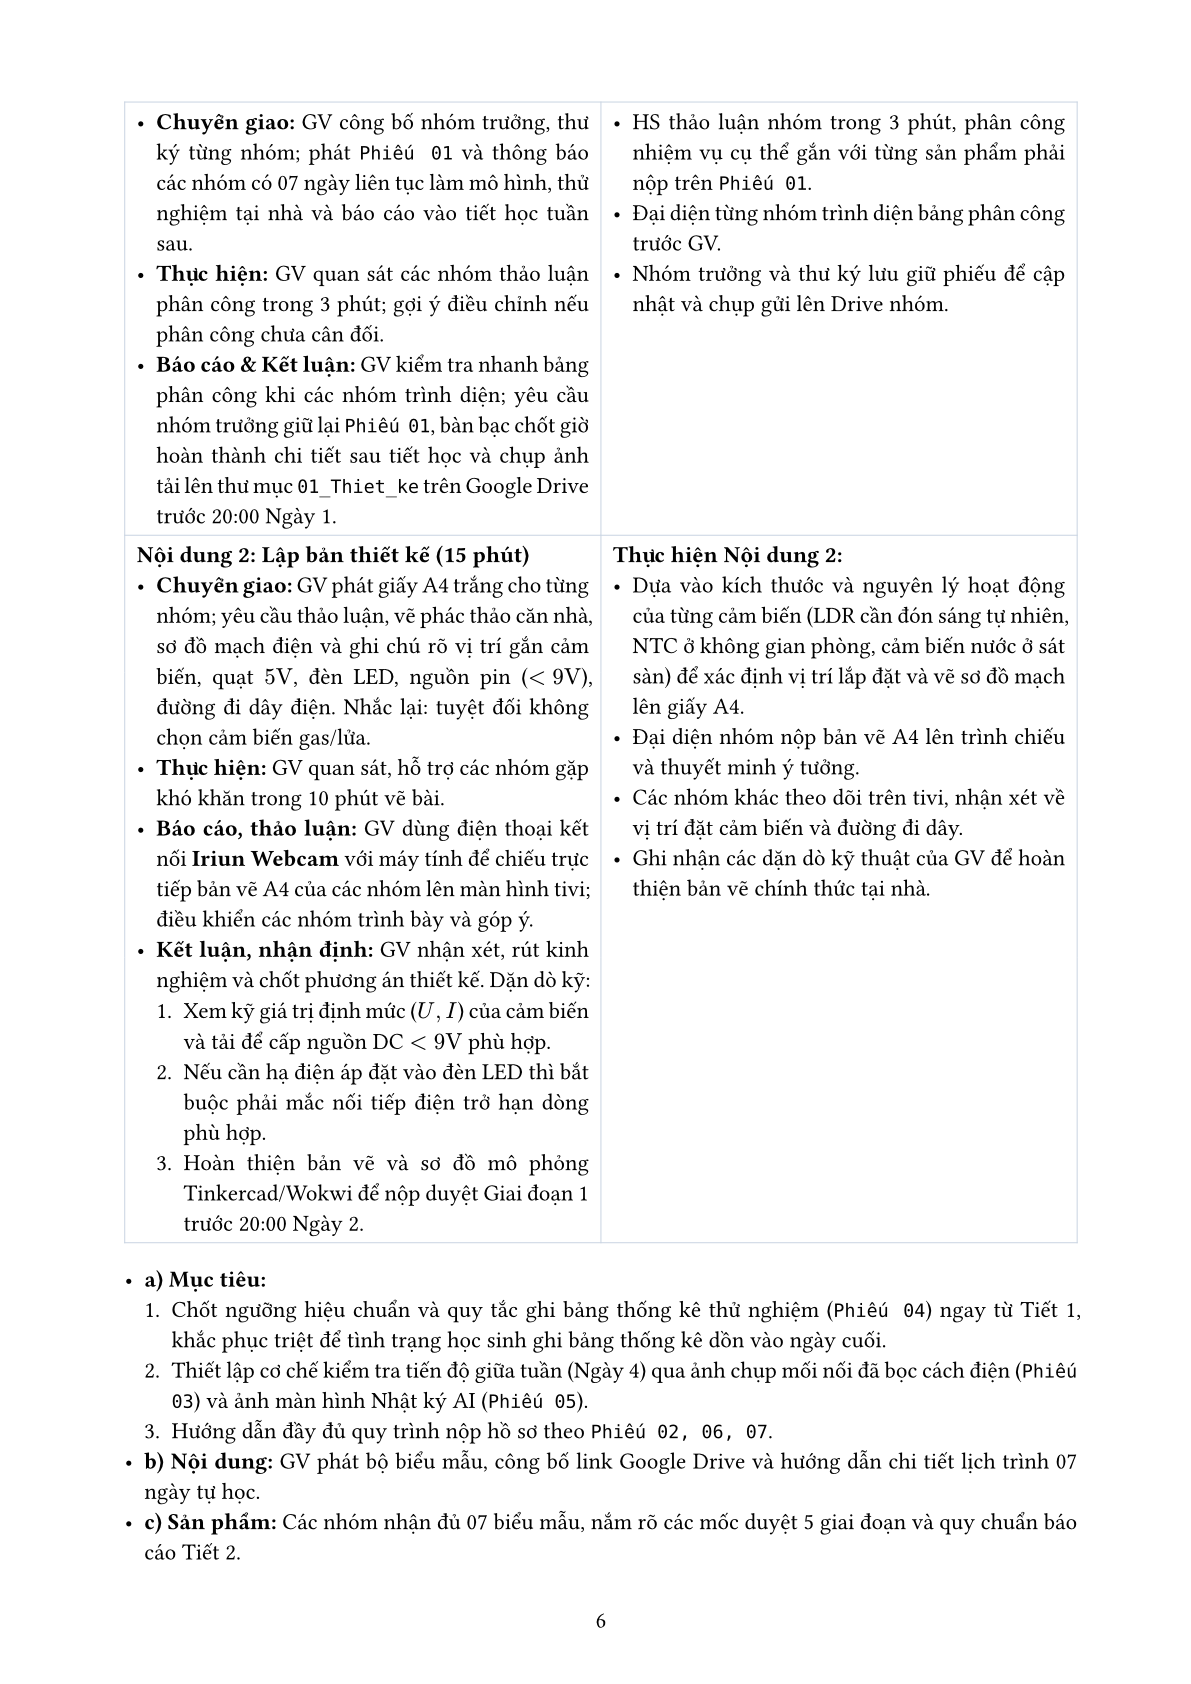 • Chuyển giao: GV công bố nhóm trưởng, thư
ký từng nhóm; phát Phiếu 01 và thông báo
các nhóm có 07 ngày liên tục làm mô hình, thử
nghiệm tại nhà và báo cáo vào tiết học tuần
sau.
• Thực hiện: GV quan sát các nhóm thảo luận
phân công trong 3 phút; gợi ý điều chỉnh nếu
phân công chưa cân đối.
• Báo cáo & Kết luận: GV kiểm tra nhanh bảng
phân công khi các nhóm trình diện; yêu cầu
nhóm trưởng giữ lại Phiếu 01, bàn bạc chốt giờ
hoàn thành chi tiết sau tiết học và chụp ảnh
tải lên thư mục 01_Thiet_ke trên Google Drive
trước 20:00 Ngày 1.
• HS thảo luận nhóm trong 3 phút, phân công
nhiệm vụ cụ thể gắn với từng sản phẩm phải
nộp trên Phiếu 01.
• Đại diện từng nhóm trình diện bảng phân công
trước GV.
• Nhóm trưởng và thư ký lưu giữ phiếu để cập
nhật và chụp gửi lên Drive nhóm.
Nội dung 2: Lập bản thiết kế (15 phút)
• Chuyển giao: GV phát giấy A4 trắng cho từng
nhóm; yêu cầu thảo luận, vẽ phác thảo căn nhà,
sơ đồ mạch điện và ghi chú rõ vị trí gắn cảm
biến, quạt 5V, đèn LED, nguồn pin (< 9V),
đường đi dây điện. Nhắc lại: tuyệt đối không
chọn cảm biến gas/lửa.
• Thực hiện: GV quan sát, hỗ trợ các nhóm gặp
khó khăn trong 10 phút vẽ bài.
• Báo cáo, thảo luận: GV dùng điện thoại kết
nối Iriun Webcam với máy tính để chiếu trực
tiếp bản vẽ A4 của các nhóm lên màn hình tivi;
điều khiển các nhóm trình bày và góp ý.
• Kết luận, nhận định: GV nhận xét, rút kinh
nghiệm và chốt phương án thiết kế. Dặn dò kỹ:
1. Xem kỹ giá trị định mức (U, I) của cảm biến
và tải để cấp nguồn DC < 9V phù hợp.
2. Nếu cần hạ điện áp đặt vào đèn LED thì bắt
buộc phải mắc nối tiếp điện trở hạn dòng
phù hợp.
3. Hoàn thiện bản vẽ và sơ đồ mô phỏng
Tinkercad/Wokwi để nộp duyệt Giai đoạn 1
trước 20:00 Ngày 2.
Thực hiện Nội dung 2:
• Dựa vào kích thước và nguyên lý hoạt động
của từng cảm biến (LDR cần đón sáng tự nhiên,
NTC ở không gian phòng, cảm biến nước ở sát
sàn) để xác định vị trí lắp đặt và vẽ sơ đồ mạch
lên giấy A4.
• Đại diện nhóm nộp bản vẽ A4 lên trình chiếu
và thuyết minh ý tưởng.
• Các nhóm khác theo dõi trên tivi, nhận xét về
vị trí đặt cảm biến và đường đi dây.
• Ghi nhận các dặn dò kỹ thuật của GV để hoàn
thiện bản vẽ chính thức tại nhà.
• a) Mục tiêu:
1. Chốt ngưỡng hiệu chuẩn và quy tắc ghi bảng thống kê thử nghiệm (Phiếu 04) ngay từ Tiết 1,
khắc phục triệt để tình trạng học sinh ghi bảng thống kê dồn vào ngày cuối.
2. Thiết lập cơ chế kiểm tra tiến độ giữa tuần (Ngày 4) qua ảnh chụp mối nối đã bọc cách điện (Phiếu
03) và ảnh màn hình Nhật ký AI (Phiếu 05).
3. Hướng dẫn đầy đủ quy trình nộp hồ sơ theo Phiếu 02, 06, 07.
• b) Nội dung: GV phát bộ biểu mẫu, công bố link Google Drive và hướng dẫn chi tiết lịch trình 07
ngày tự học.
• c) Sản phẩm: Các nhóm nhận đủ 07 biểu mẫu, nắm rõ các mốc duyệt 5 giai đoạn và quy chuẩn báo
cáo Tiết 2.
6